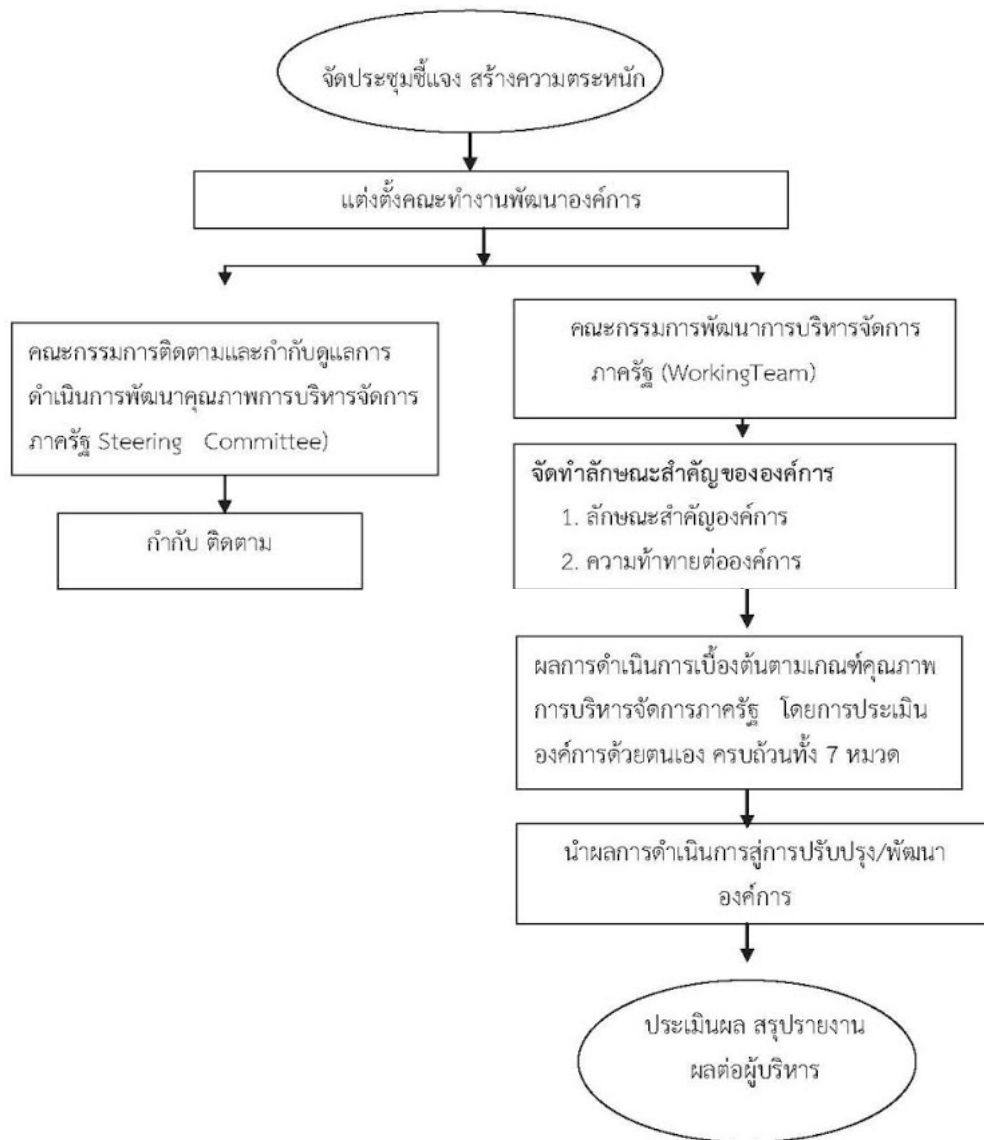 จัดประชุมชี้แจง สร้างความตระหนัก
แต่งตั้งคณะทำงานพัฒนาองค์การ
คณะกรรมการติดตามและกำกับดูแลการ
ดำเนินการพัฒนาคุณภาพการบริหารจัดการ
ภาครัฐ Steering Committee)
กำกับ ติดตาม
คณะกรรมการพัฒนาการบริหารจัดการ
ภาครัฐ (WorkingTeam)
จัดทำลักษณะสำคัญขององค์การ
1. ลักษณะสำคัญองค์การ
2. ความท้าทายต่อองค์การ
ผลการดำเนินการเบื้องต้นตามเกณฑ์คุณภาพ
การบริหารจัดการภาครัฐ โดยการประเมิน
องค์การด้วยตนเอง ครบถ้วนทั้ง 7 หมวด
นำผลการดำเนินการสู่การปรับปรุง/พัฒนา
องค์การ
ประเมินผล สรุปรายงาน
ผลต่อผู้บริหาร